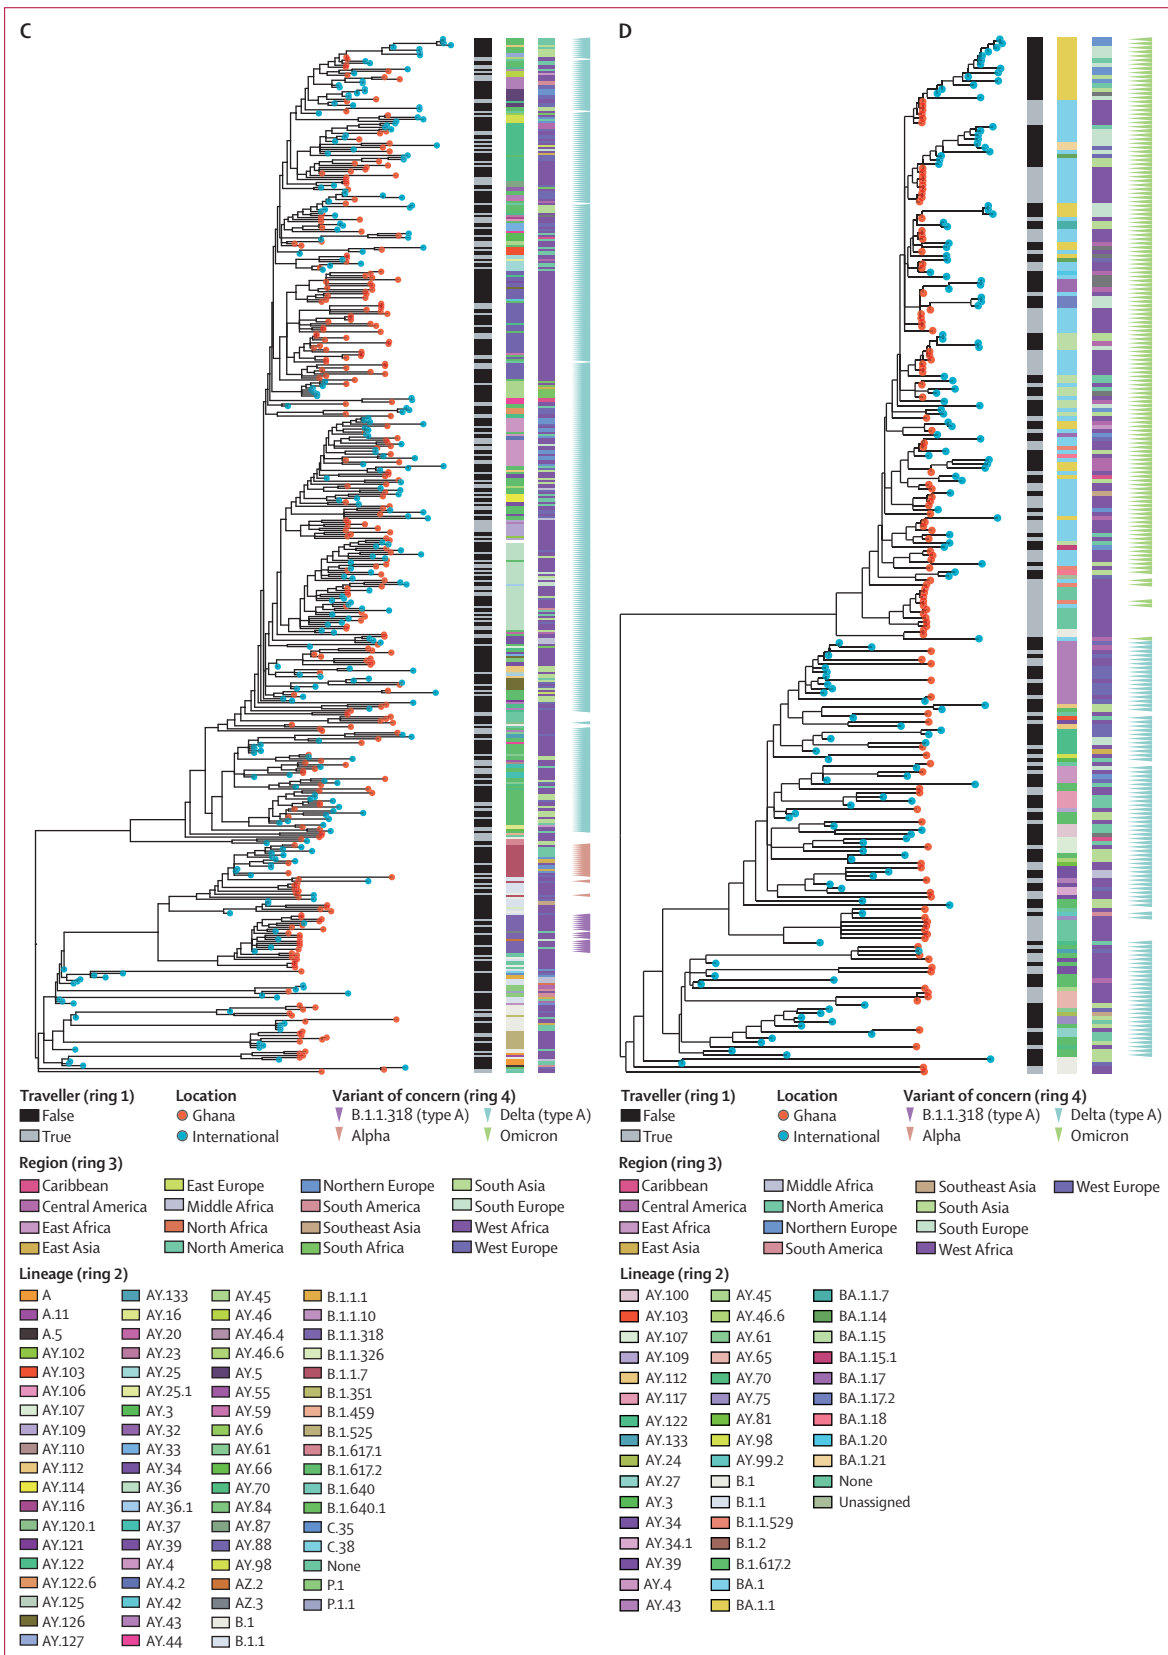 C
D
Traveller (ring 1)
False
True
Location
Ghana
International
Variant of concern (ring 4)
B.1.1.318 (type A)
Alpha
Delta (type A)
Omicron
Region (ring 3)
Caribbean
Central America
East Africa
East Asia
East Europe
Middle Africa
North Africa
North America
Northern Europe
South America
Southeast Asia
South Africa
South Asia
South Europe
West Africa
West Europe
Lineage (ring 2)
A
A.11
A.5
AY.102
AY.103
AY.106
AY.107
AY.109
AY.110
AY.112
AY.114
AY.116
AY.120.1
AY.121
AY.122
AY.122.6
AY.125
AY.126
AY.127
AY.133
AY.16
AY.20
AY.23
AY.25
AY.25.1
AY.3
AY.32
AY.33
AY.34
AY.36
AY.36.1
AY.37
AY.39
AY.4
AY.4.2
AY.42
AY.43
AY.44
AY.45
AY.46
AY.46.4
AY.46.6
AY.5
AY.55
AY.59
AY.6
AY.61
AY.66
AY.70
AY.84
AY.87
AY.88
AY.98
AZ.2
AZ.3
B.1
B.1.1
B.1.1.1
B.1.1.10
B.1.1.318
B.1.1.326
B.1.1.7
B.1.351
B.1.459
B.1.525
B.1.617.1
B.1.617.2
B.1.640
B.1.640.1
C.35
C.38
None
P.1
P.1.1
Traveller (ring 1)
False
True
Location
Ghana
International
Variant of concern (ring 4)
B.1.1.318 (type A)
Alpha
Delta (type A)
Omicron
Region (ring 3)
Caribbean
Central America
East Africa
East Asia
Middle Africa
North America
Northern Europe
South America
Southeast Asia
South Asia
South Europe
West Africa
West Europe
Lineage (ring 2)
AY.100
AY.103
AY.107
AY.109
AY.112
AY.117
AY.122
AY.133
AY.24
AY.27
AY.3
AY.34
AY.34.1
AY.39
AY.4
AY.43
AY.45
AY.46.6
AY.61
AY.65
AY.70
AY.75
AY.81
AY.98
AY.99.2
B.1
B.1.1
B.1.1.529
B.1.2
B.1.617.2
BA.1
BA.1.1
BA.1.1.7
BA.1.14
BA.1.15
BA.1.15.1
BA.1.17
BA.1.17.2
BA.1.18
BA.1.20
BA.1.21
None
Unassigned